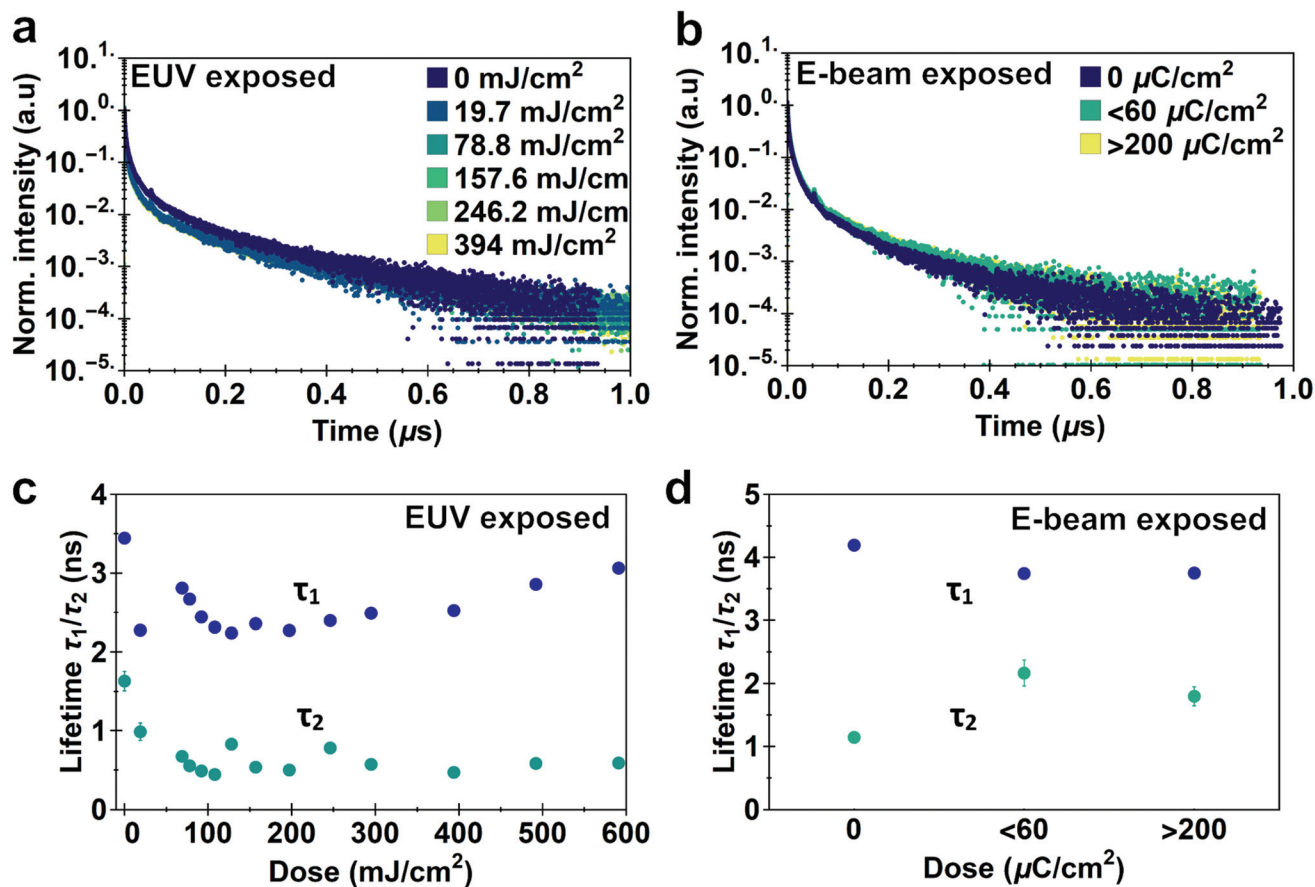 a
EUV exposed
0 mJ/cm²
19.7 mJ/cm²
78.8 mJ/cm²
157.6 mJ/cm
246.2 mJ/cm
394 mJ/cm²
10.¹.
10.⁰.
10.⁻¹.
10.⁻².
10.⁻³.
10.⁻⁴.
10.⁻⁵.
Norm. intensity (a.u)
0.0 0.2 0.4 0.6 0.8 1.0
Time (µs)
b
E-beam exposed
0 µC/cm²
<60 µC/cm²
>200 µC/cm²
10.¹.
10.⁰.
10.⁻¹.
10.⁻².
10.⁻³.
10.⁻⁴.
10.⁻⁵.
Norm. intensity (a.u)
0.0 0.2 0.4 0.6 0.8 1.0
Time (µs)
c
EUV exposed
τ₁
τ₂
4
3
2
1
0
Lifetime τ₁/τ₂ (ns)
0 100 200 300 400 500 600
Dose (mJ/cm²)
d
E-beam exposed
τ₁
τ₂
5
4
3
2
1
0
Lifetime τ₁/τ₂ (ns)
0 <60 >200
Dose (µC/cm²)